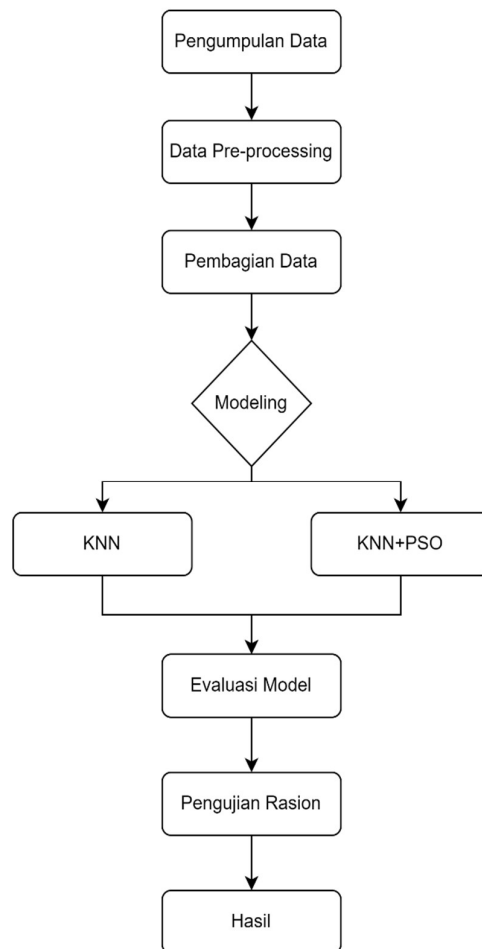 Pengumpulan Data
Data Pre-processing
Pembagian Data
Modeling
KNN
KNN+PSO
Evaluasi Model
Pengujian Rasion
Hasil